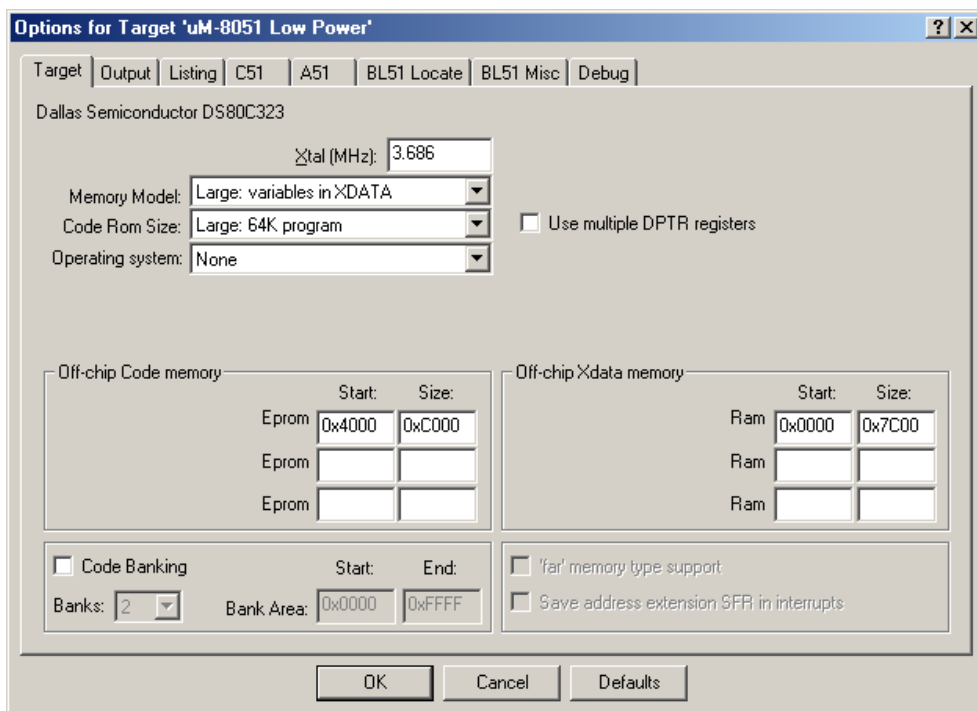 Options for Target 'uM-8051 Low Power'
Target Output Listing C51 A51 BL51 Locate BL51 Misc Debug
Dallas Semiconductor DS80C323
Xtal (MHz): 3.686
Memory Model: Large: variables in XDATA
Code Rom Size: Large: 64K program
Use multiple DPTR registers
Operating system: None
Off-chip Code memory
Start: Size:
Eprom 0x4000 0xC000
Eprom
Eprom
Off-chip Xdata memory
Start: Size:
Ram 0x0000 0x7C00
Ram
Ram
Code Banking Start: End:
Banks: 2 Bank Area: 0x0000 0xFFFF
'far' memory type support
Save address extension SFR in interrupts
OK Cancel Defaults